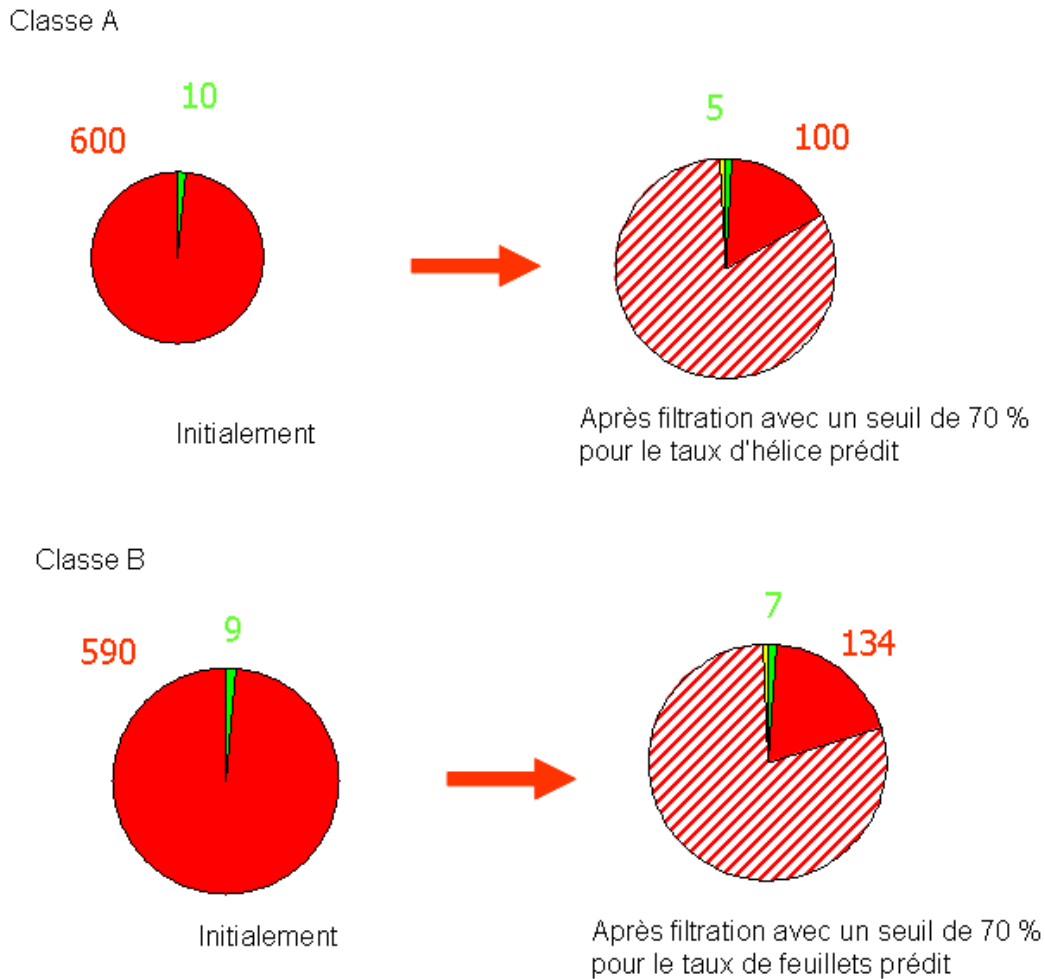 Classe A
10
600
5
100
Initialement
Après filtration avec un seuil de 70 %
pour le taux d'hélice prédit
Classe B
9
590
7
134
Initialement
Après filtration avec un seuil de 70 %
pour le taux de feuillets prédit